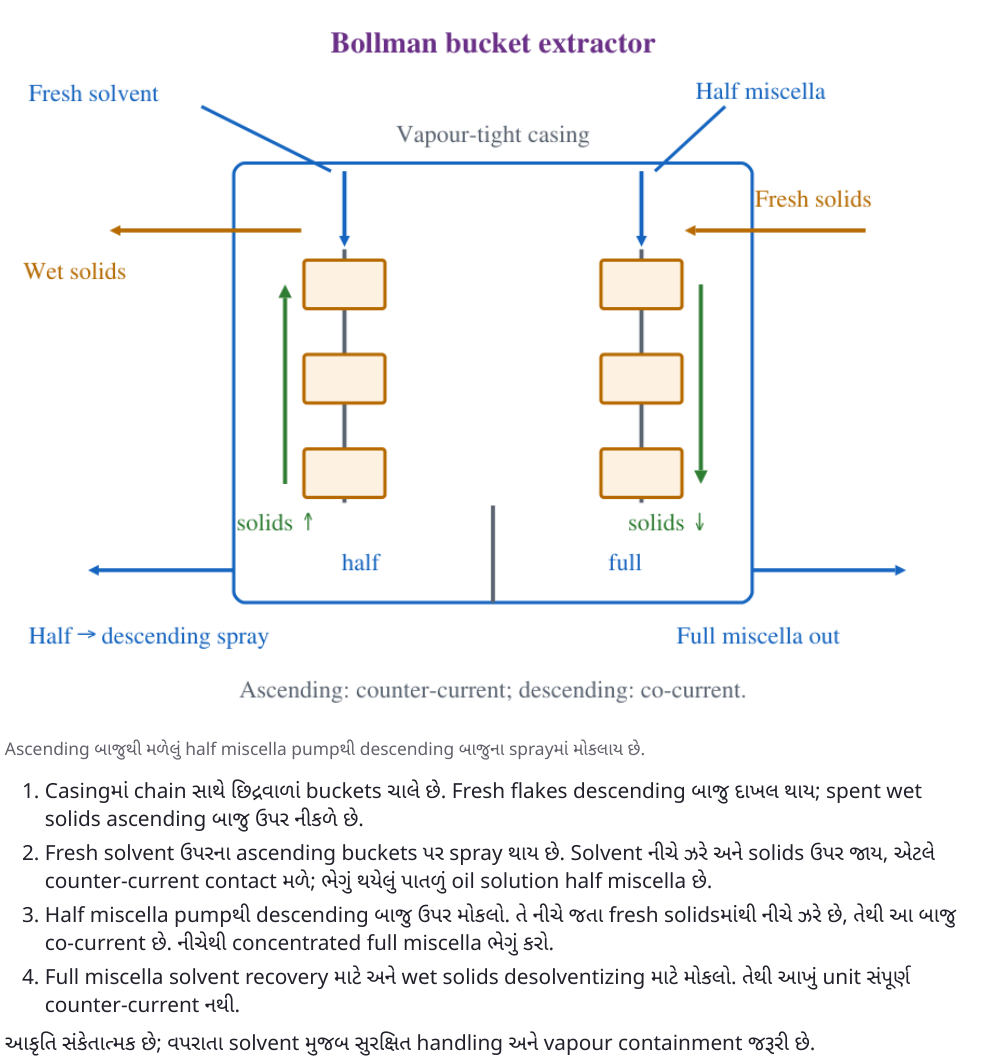 Bollman bucket extractor
Fresh solvent
Half miscella
Vapour-tight casing
Fresh solids
Wet solids
solids ↑
solids ↓
half
full
Half → descending spray
Full miscella out
Ascending: counter-current; descending: co-current.
Ascending બાજુથી મળેલું half miscella pumpથી descending બાજુના sprayમાં મોકલાય છે.
1. Casingમાં chain સાથે છિદ્રવાળાં buckets ચાલે છે. Fresh flakes descending બાજુ દાખલ થાય; spent wet
solids ascending બાજુ ઉપર નીકળે છે.
2. Fresh solvent ઉપરના ascending buckets પર spray થાય છે. Solvent નીચે ઝરે અને solids ઉપર જાય, એટલે
counter-current contact મળે; ભેગું થયેલું પાતળું oil solution half miscella છે.
3. Half miscella pumpથી descending બાજુ ઉપર મોકલો. તે નીચે જતા fresh solidsમાંથી નીચે ઝરે છે, તેથી આ બાજુ
co-current છે. નીચેથી concentrated full miscella ભેગું કરો.
4. Full miscella solvent recovery માટે અને wet solids desolventizing માટે મોકલો. તેથી આખું unit સંપૂર્ણ
counter-current નથી.
આકૃતિ સંકેતાત્મક છે; વપરાતા solvent મુજબ સુરક્ષિત handling અને vapour containment જરૂરી છે.